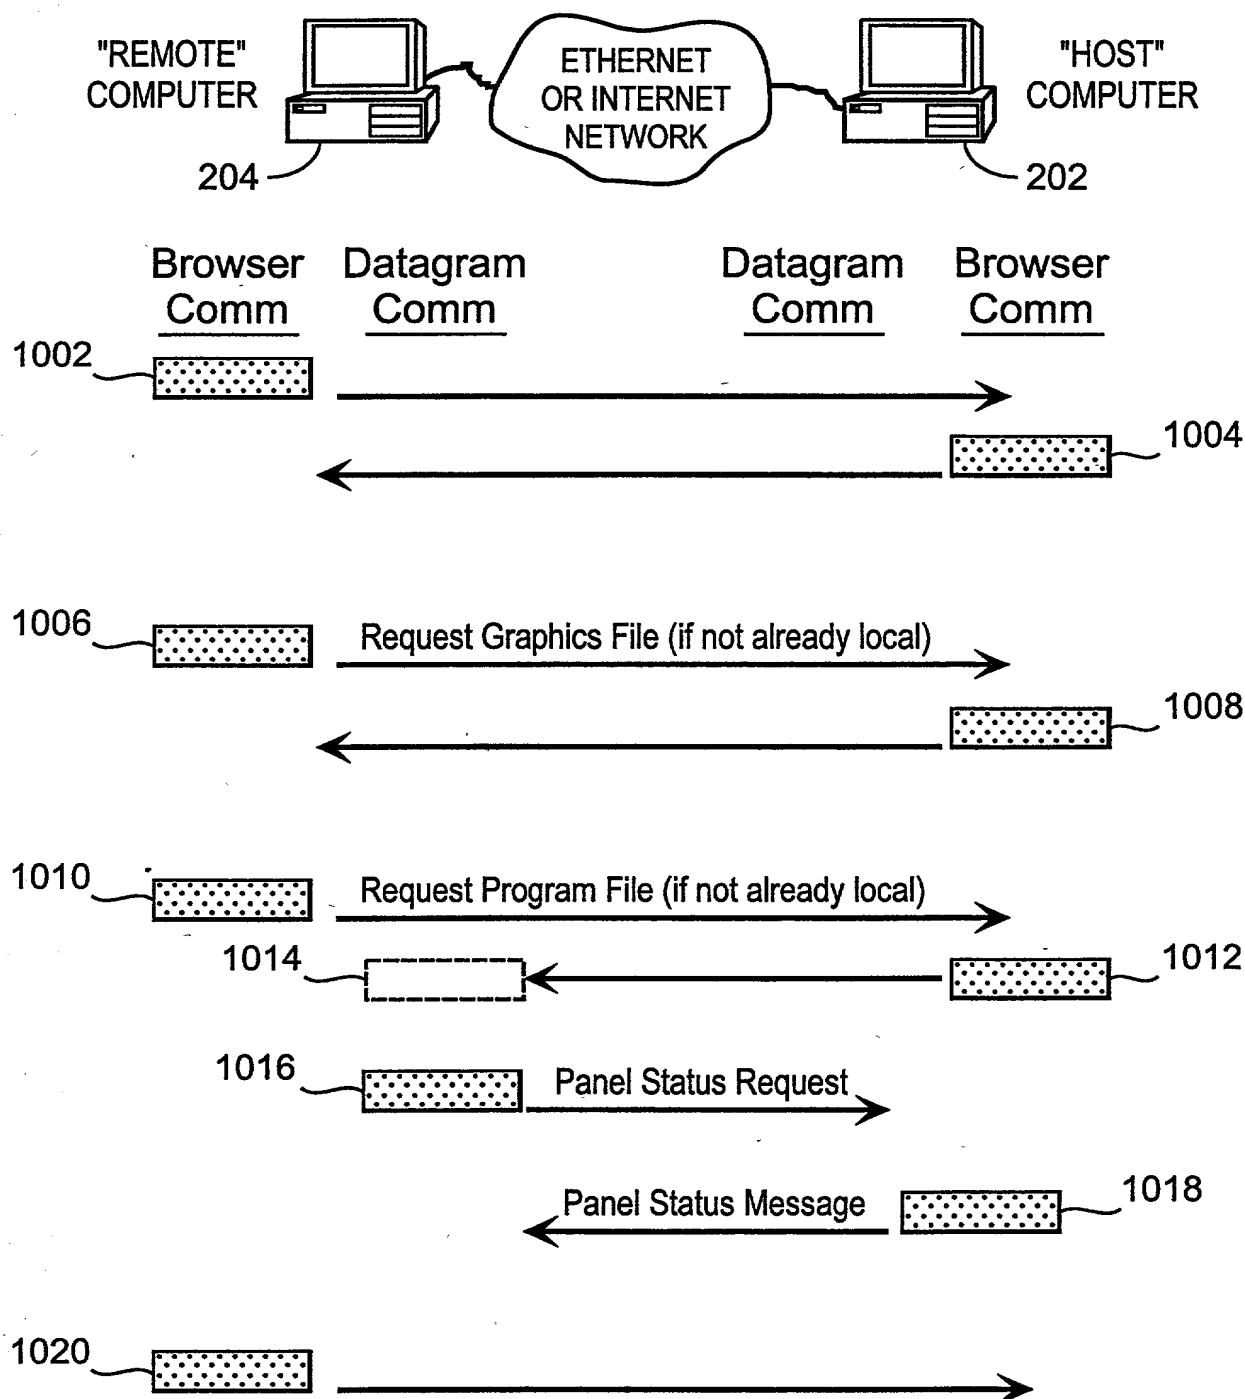 "REMOTE"
COMPUTER
ETHERNET
OR INTERNET
NETWORK
"HOST"
COMPUTER
204
202
Browser
Comm
Datagram
Comm
Datagram
Comm
Browser
Comm
1002
1004
1006
Request Graphics File (if not already local)
1008
1010
Request Program File (if not already local)
1014
1012
1016
Panel Status Request
Panel Status Message
1018
1020